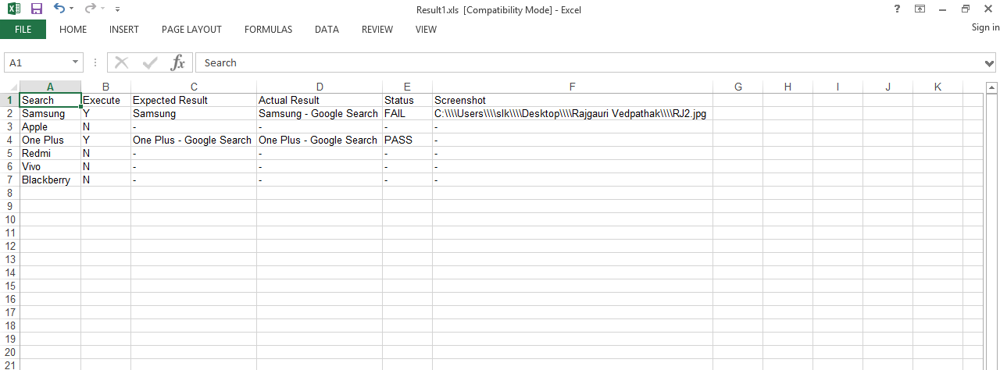 Result1.xls [Compatibility Mode] - Excel
?
FILE HOME INSERT PAGE LAYOUT FORMULAS DATA REVIEW VIEW Sign in
A1 fx Search
A B C D E F G H I J K
1 Search Execute Expected Result Actual Result Status Screenshot
2 Samsung Y Samsung Samsung - Google Search FAIL C:\\\\Users\\\\slk\\\\Desktop\\\\Rajgauri Vedpathak\\\\RJ2.jpg
3 Apple N - - - -
4 One Plus Y One Plus - Google Search One Plus - Google Search PASS -
5 Redmi N - - - -
6 Vivo N - - - -
7 Blackberry N - - - -
8
9
10
11
12
13
14
15
16
17
18
19
20
21